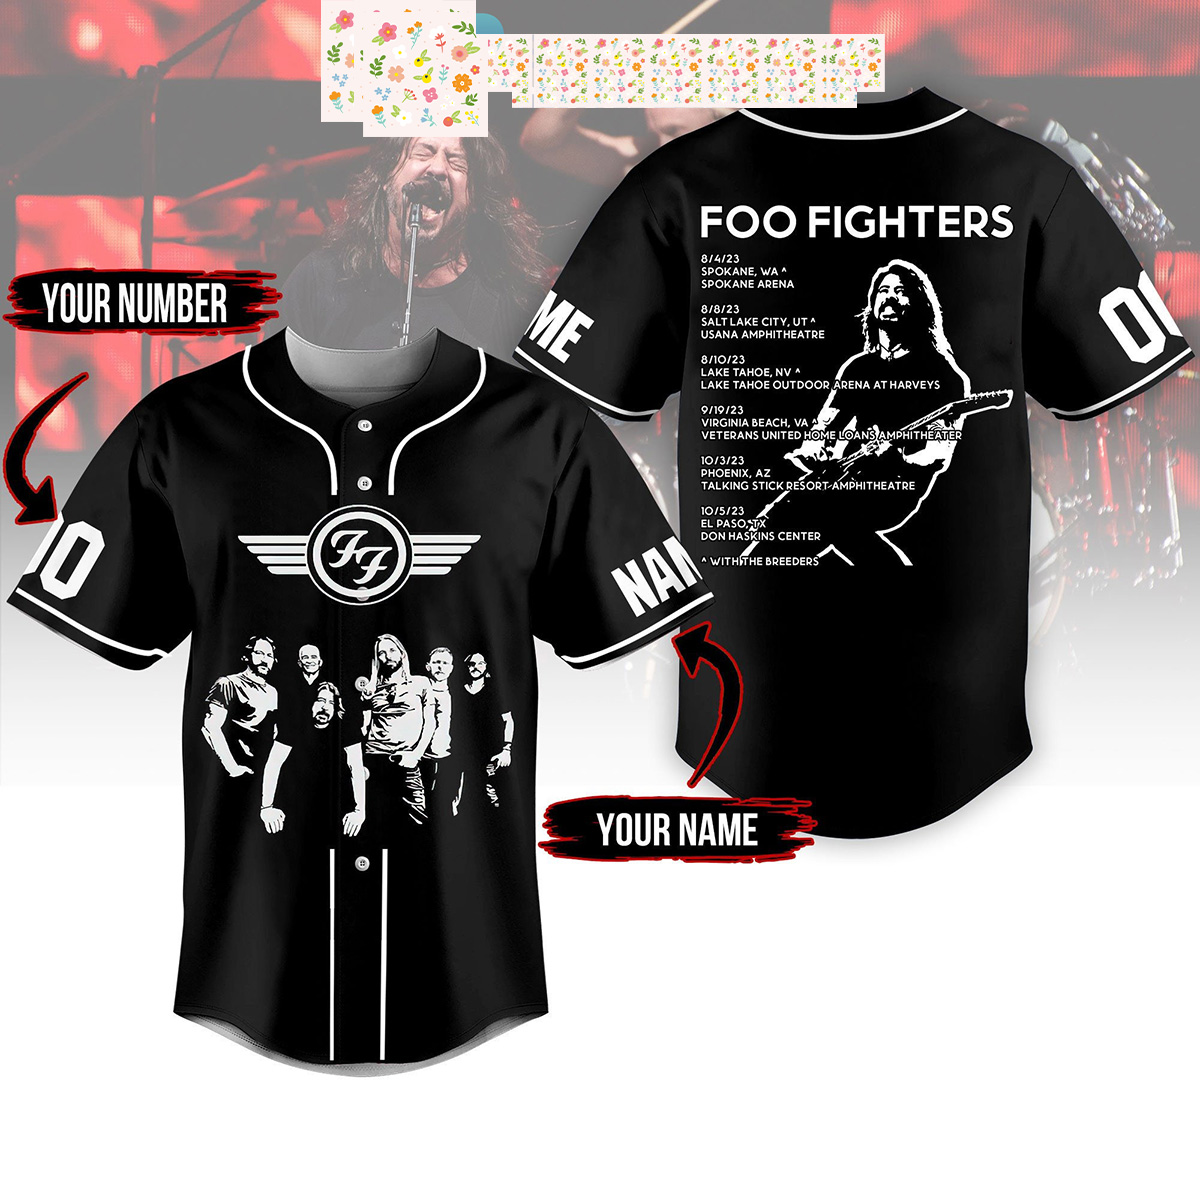 FOO FIGHTERS
8/4/23
SPOKANE, WA ^
SPOKANE ARENA
8/8/23
SALT LAKE CITY, UT ^
USANA AMPHITHEATRE
8/10/23
LAKE TAHOE, NV ^
LAKE TAHOE OUTDOOR ARENA AT HARVEYS
9/19/23
VIRGINIA BEACH, VA ^
VETERANS UNITED HOME LOANS AMPHITHEATER
10/3/23
PHOENIX, AZ
TALKING STICK RESORT AMPHITHEATRE
10/5/23
EL PASO, TX
DON HASKINS CENTER
^ WITH THE BREEDERS
ME
00
YOUR NUMBER
00
FF
NAM
YOUR NAME